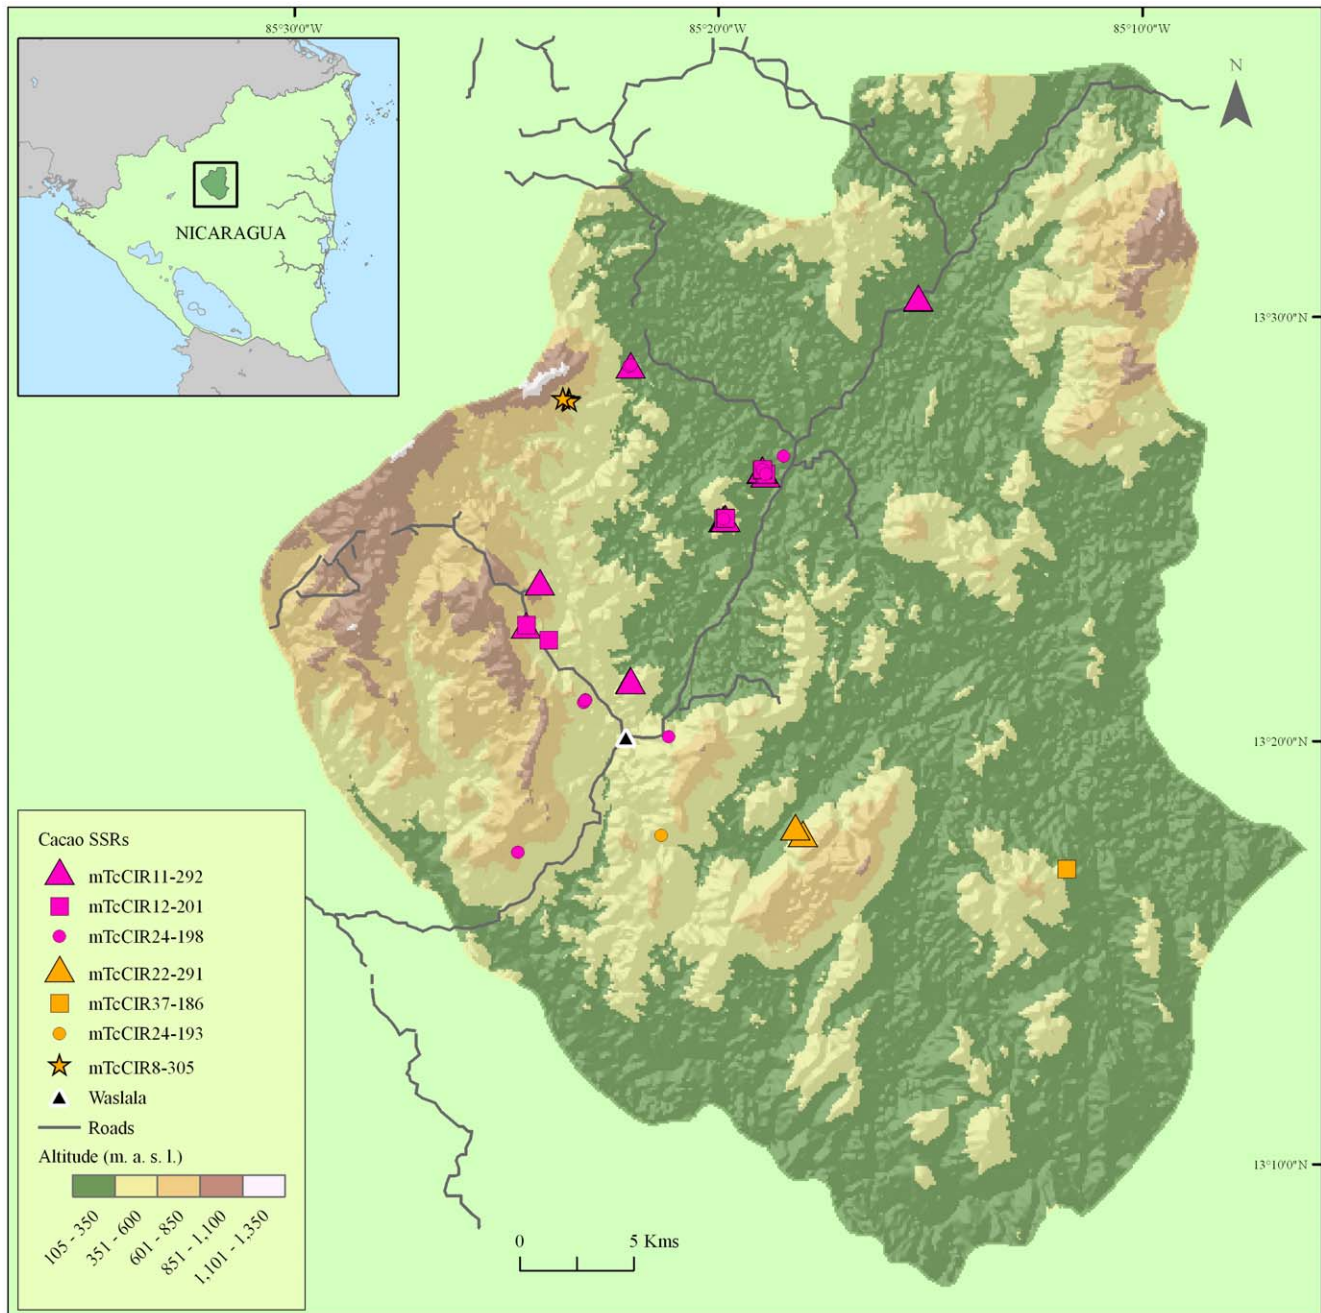 85°30'0"W
85°20'0"W
85°10'0"W
N
NICARAGUA
13°30'0"N
13°20'0"N
13°10'0"N
Cacao SSRs
mTcCIR11-292
mTcCIR12-201
mTcCIR24-198
mTcCIR22-291
mTcCIR37-186
mTcCIR24-193
mTcCIR8-305
Waslala
Roads
Altitude (m. a. s. l.)
105 - 350
351 - 600
601 - 850
851 - 1,100
1,101 - 1,350
0 5 Kms